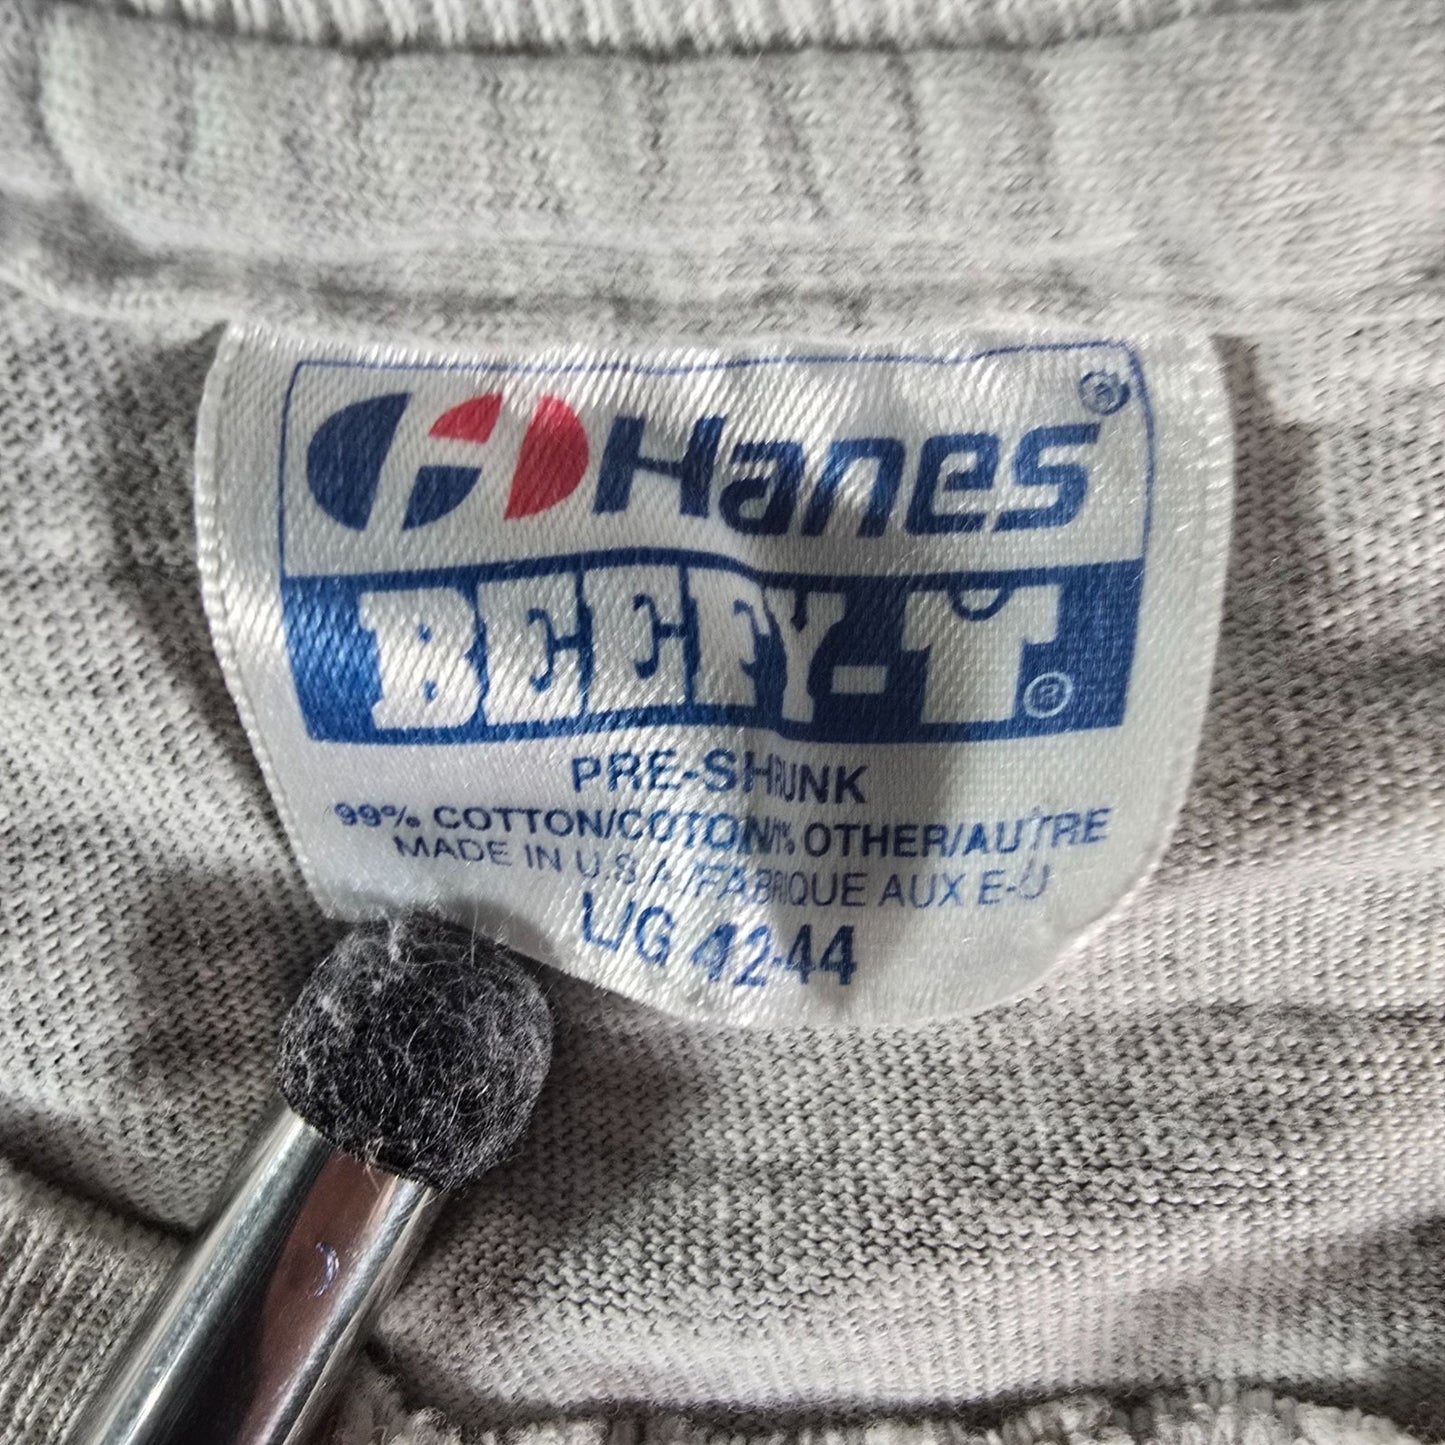 Hanes®
BEEFY-T®
PRE-SHRUNK
99% COTTON/COTON/1% OTHER/AUTRE
MADE IN U.S.A./FABRIQUE AUX E-U
L/G 42-44